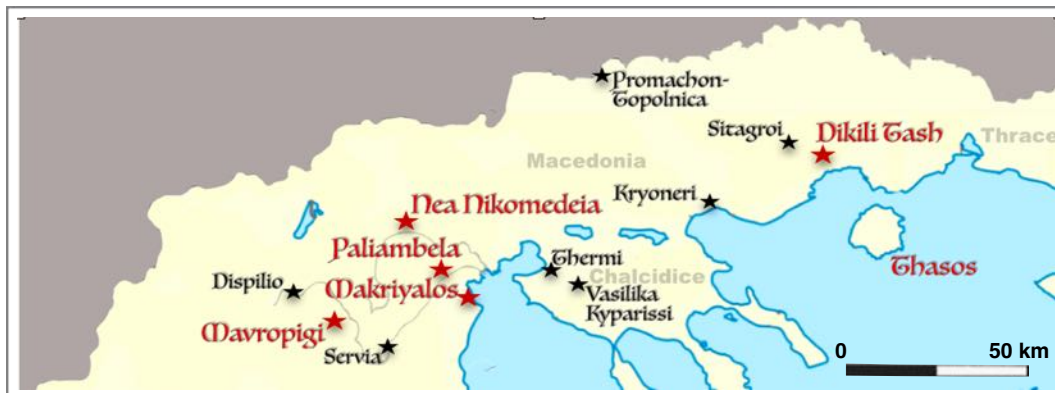 Promachon-
Topolnica
Sitagroi
Dikili Tash
Thrace
Macedonia
Kryoneri
Nea Nikomedeia
Paliambela
Thermi
Chalcidice
Thasos
Dispilio
Makriyalos
Vasilika
Kyparissi
Mavropigi
Servia
0 50 km